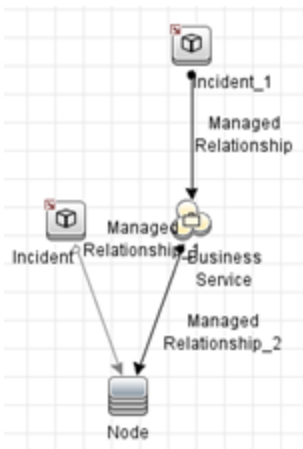 Incident_1
Managed
Relationship
Incident
Managed
Relationship_1
Business
Service
Managed
Relationship_2
Node